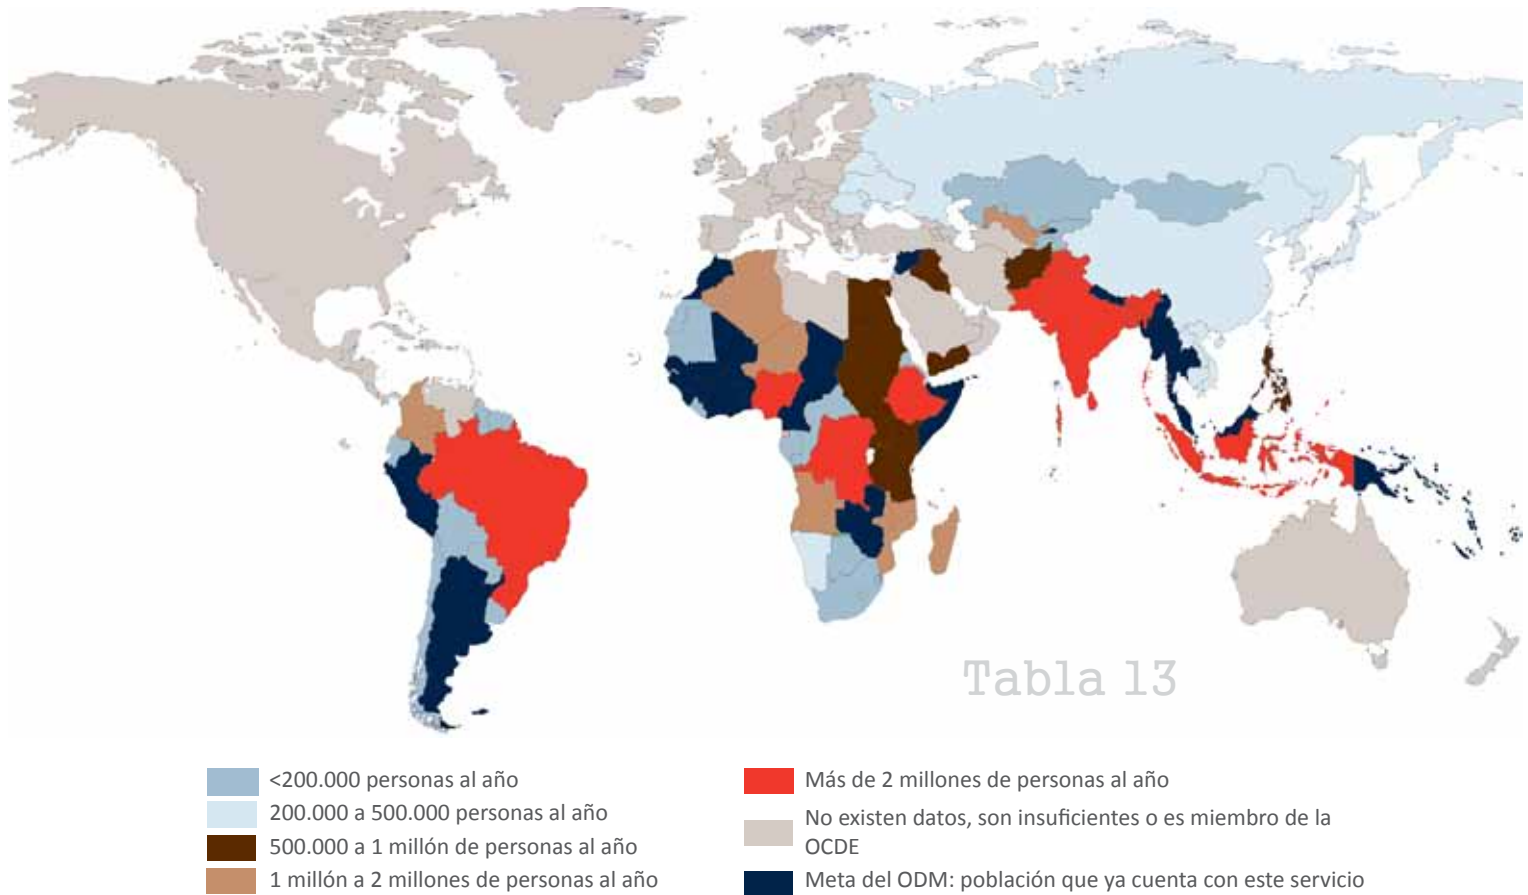 Tabla 13
<200.000 personas al año
200.000 a 500.000 personas al año
500.000 a 1 millón de personas al año
1 millón a 2 millones de personas al año
Más de 2 millones de personas al año
No existen datos, son insuficientes o es miembro de la
OCDE
Meta del ODM: población que ya cuenta con este servicio